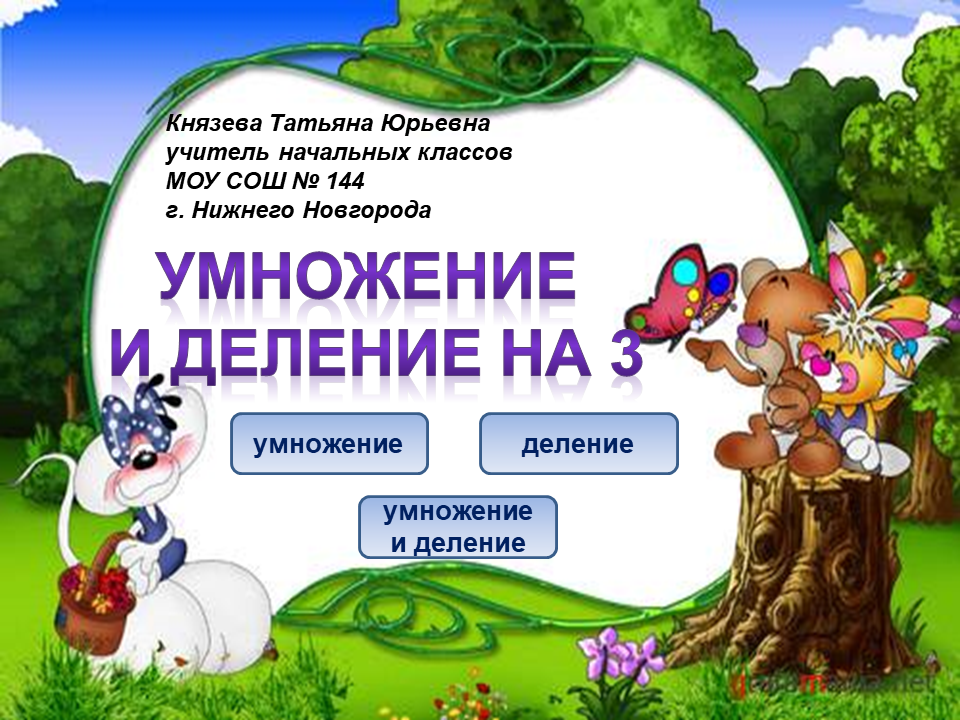 Князева Татьяна Юрьевна
учитель начальных классов
МОУ СОШ № 144
г. Нижнего Новгорода
УМНОЖЕНИЕ
И ДЕЛЕНИЕ НА 3
умножение
деление
умножение
и деление